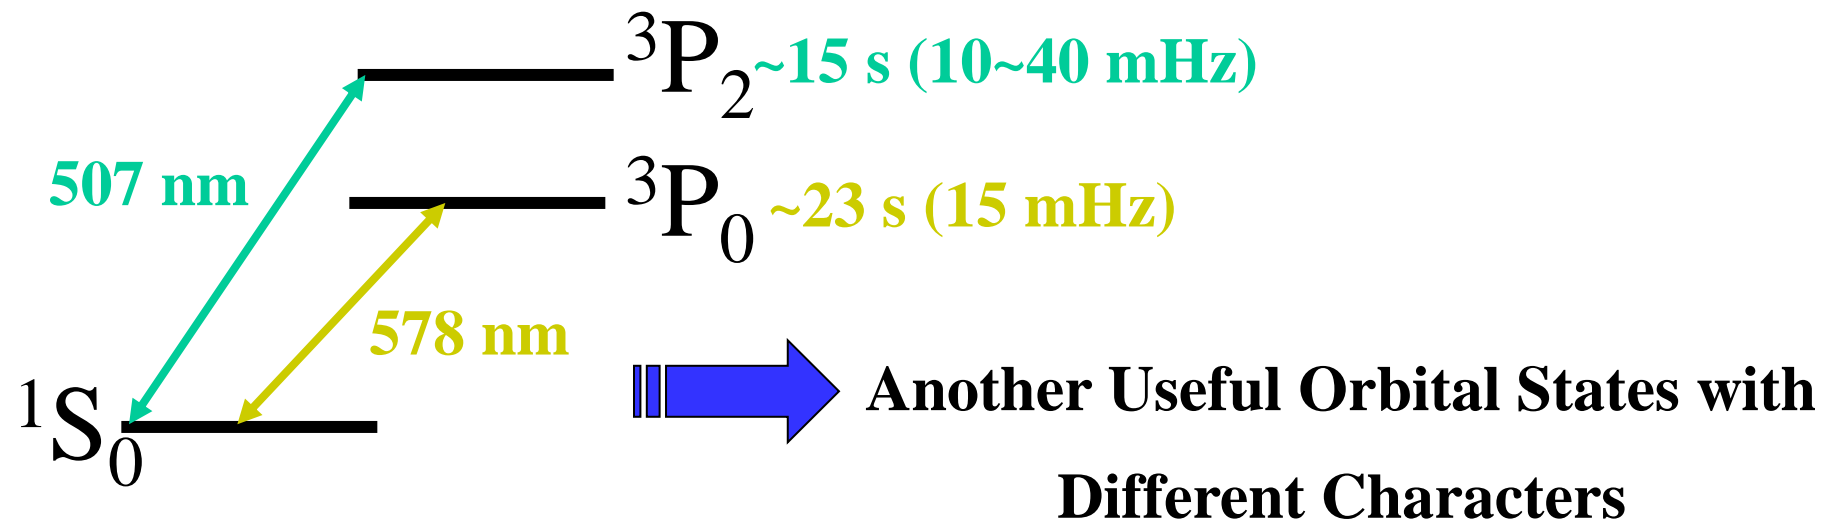 ³P₂ ~15 s (10~40 mHz)
507 nm
³P₀ ~23 s (15 mHz)
578 nm
¹S₀
Another Useful Orbital States with
Different Characters